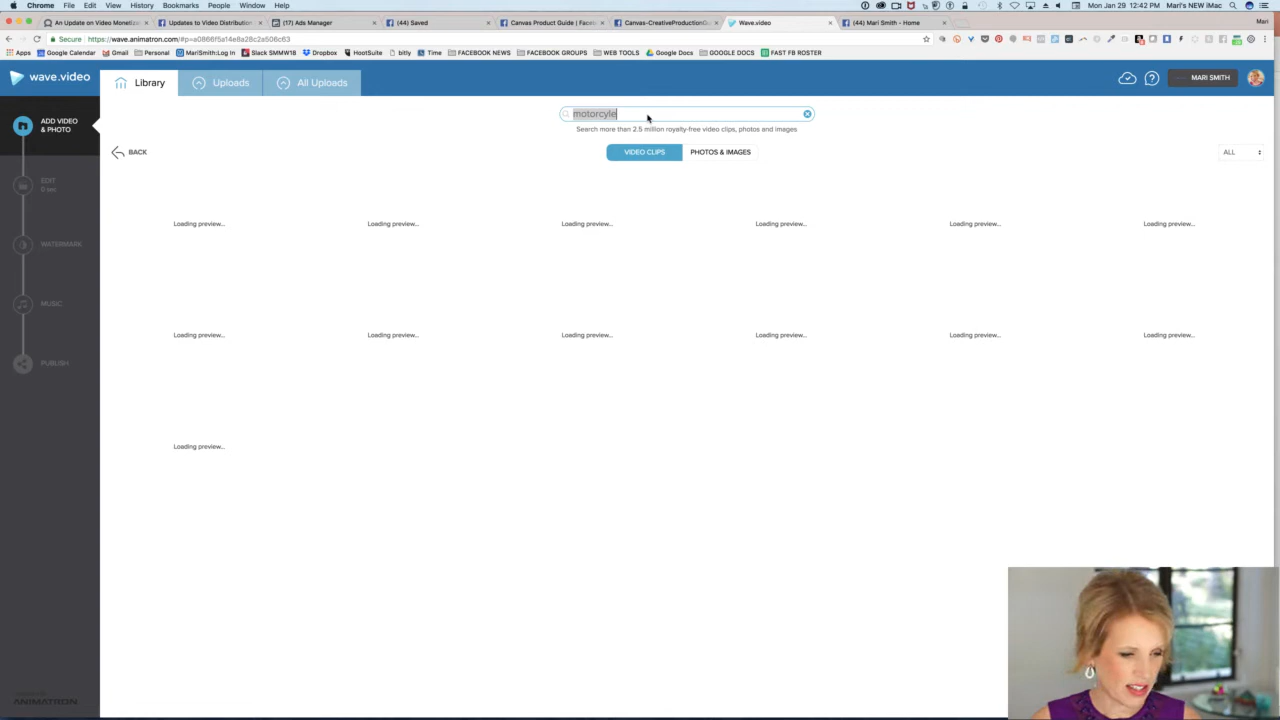 Chrome File Edit View History Bookmarks People Window Help Mon Jan 29 12:42 PM Mari's NEW iMac
An Update on Video Monetiz Updates to Video Distribution (17) Ads Manager (44) Saved Canvas Product Guide | Faceb Canvas-CreativeProductionGu Wave.video (44) Mari Smith - Home Mari
Secure https://wave.animatron.com/#p=a0866f5a14e8a28c2a506c63
Apps Google Calendar Gmail Personal MariSmith:Log In Slack SMMW18 Dropbox HootSuite bitly Time FACEBOOK NEWS FACEBOOK GROUPS WEB TOOLS Google Docs GOOGLE DOCS FAST FB ROSTER
wave.video Library Uploads All Uploads MARI SMITH
motorcyle
Search more than 2.5 million royalty-free video clips, photos and images
ADD VIDEO
& PHOTO
BACK VIDEO CLIPS PHOTOS & IMAGES ALL
EDIT
0 sec
Loading preview... Loading preview... Loading preview... Loading preview... Loading preview... Loading preview...
WATERMARK
MUSIC
Loading preview... Loading preview... Loading preview... Loading preview... Loading preview... Loading preview...
PUBLISH
Loading preview...
ANIMATRON